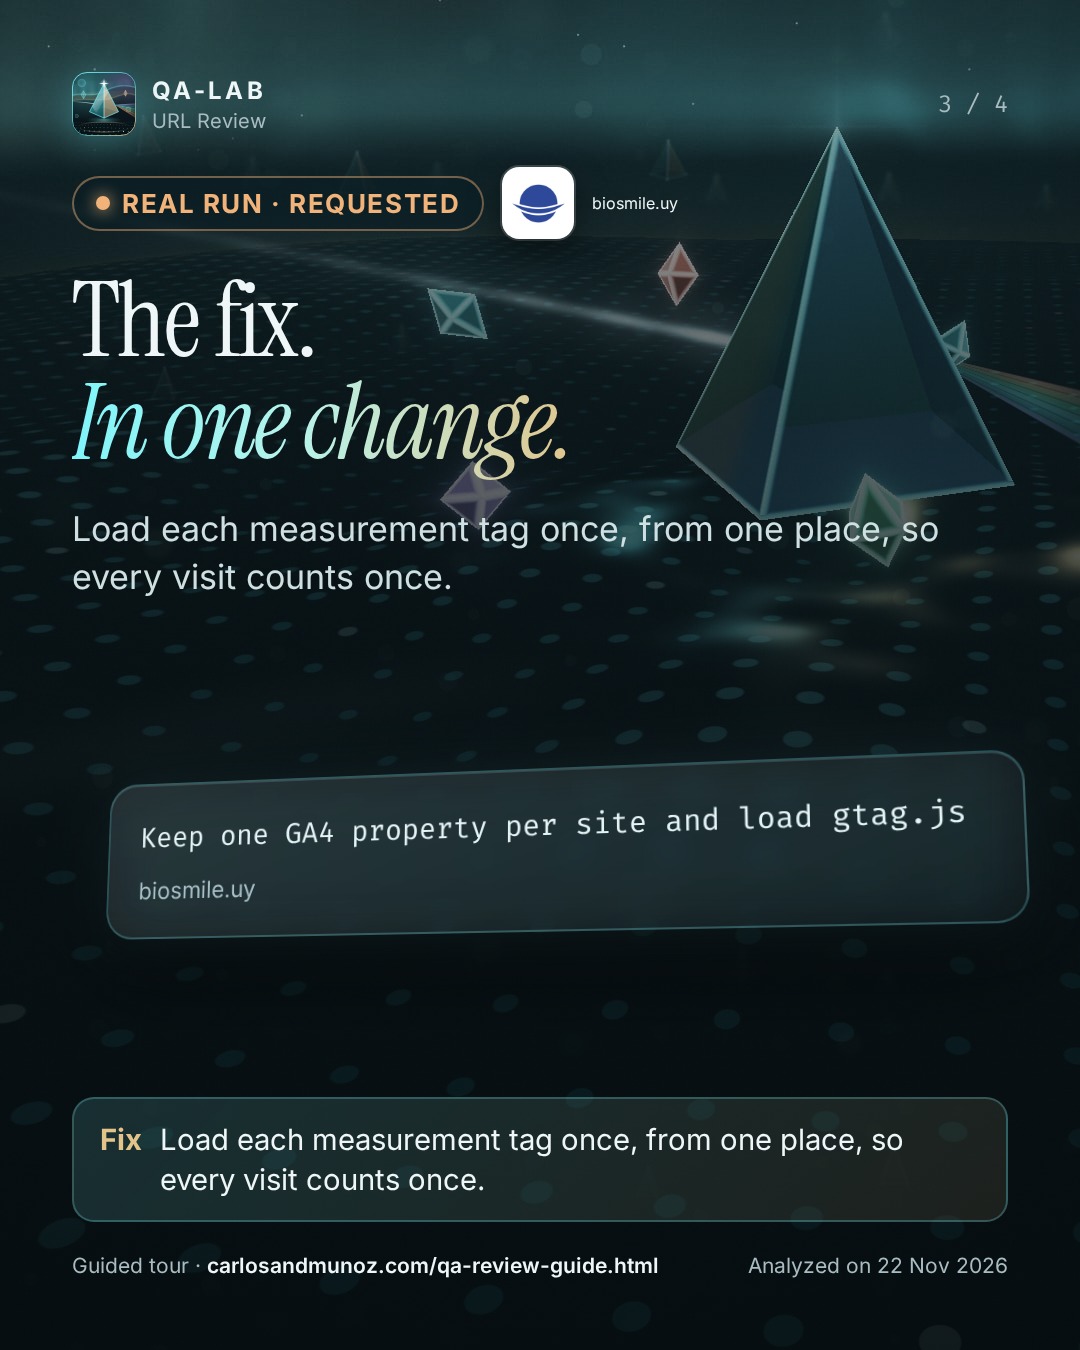 QA-LAB
URL Review
3 / 4
REAL RUN · REQUESTED
biosmile.uy
The fix.
In one change.
Load each measurement tag once, from one place, so
every visit counts once.
Keep one GA4 property per site and load gtag.js
biosmile.uy
Fix Load each measurement tag once, from one place, so
every visit counts once.
Guided tour · carlosandmunoz.com/qa-review-guide.html
Analyzed on 22 Nov 2026